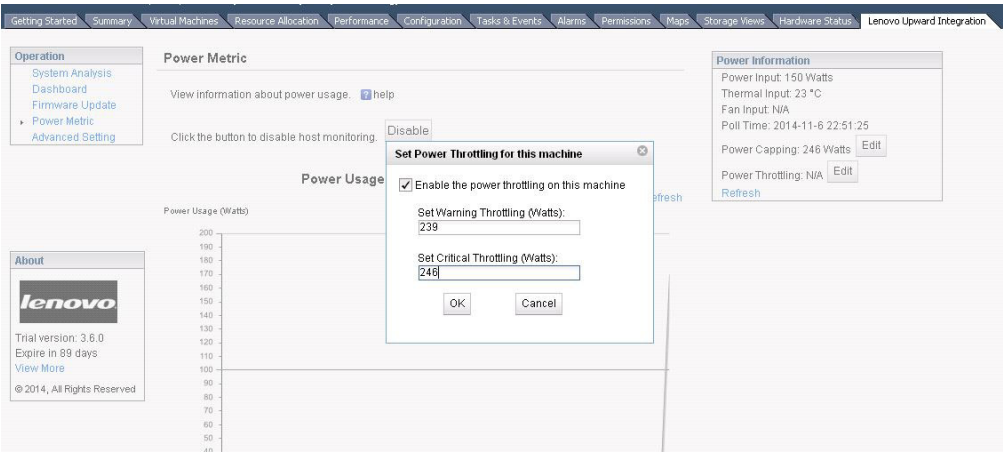 Getting Started Summary Virtual Machines Resource Allocation Performance Configuration Tasks & Events Alarms Permissions Maps Storage Views Hardware Status Lenovo Upward Integration
Operation
System Analysis
Dashboard
Firmware Update
Power Metric
Advanced Setting
Power Metric
View information about power usage. ? help
Click the button to disable host monitoring. Disable
Power Usage
efresh
Power Usage (Watts)
200
190
180
170
160
150
140
130
120
110
100
90
80
70
60
50
40
Set Power Throttling for this machine
Enable the power throttling on this machine
Set Warning Throttling (Watts):
239
Set Critical Throttling (Watts):
246
OK Cancel
Power Information
Power Input: 150 Watts
Thermal Input: 23 °C
Fan Input: N/A
Poll Time: 2014-11-6 22:51:25
Power Capping: 246 Watts Edit
Power Throttling: N/A Edit
Refresh
About
lenovo
Trial version: 3.6.0
Expire in 89 days
View More
© 2014, All Rights Reserved